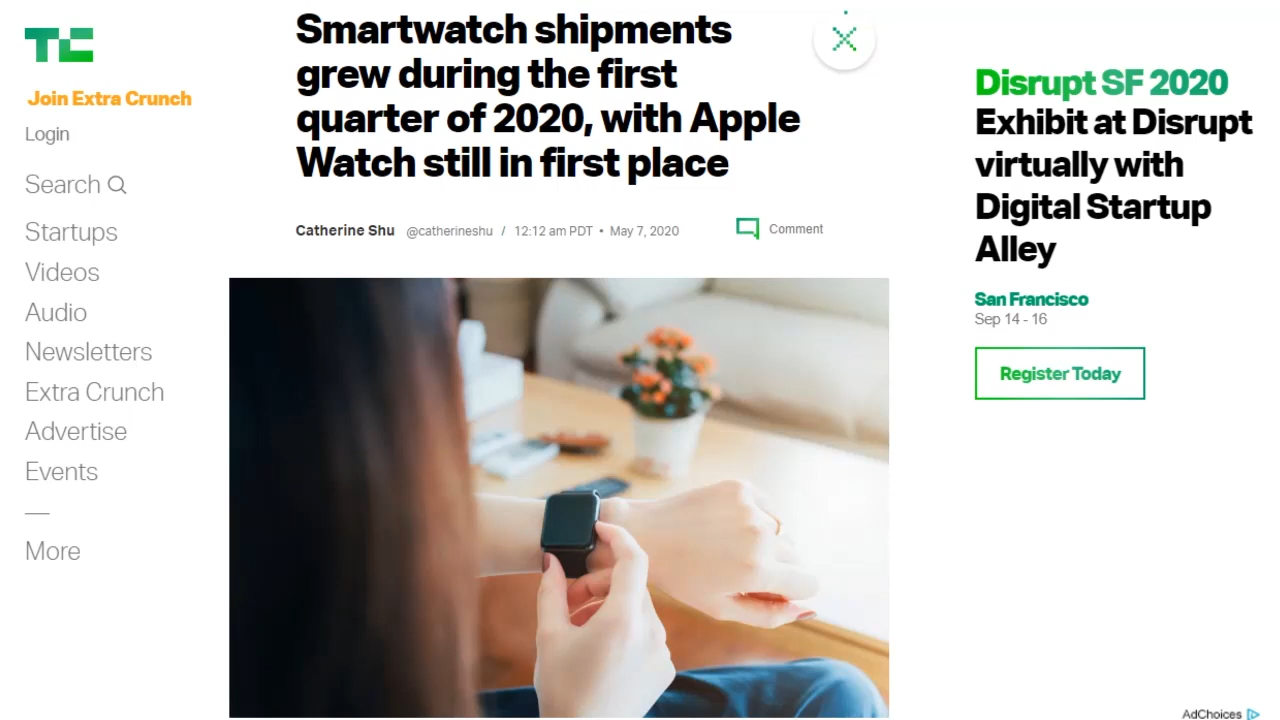 TC
Join Extra Crunch
Login
Search
Startups
Videos
Audio
Newsletters
Extra Crunch
Advertise
Events
—
More
Smartwatch shipments
grew during the first
quarter of 2020, with Apple
Watch still in first place
Catherine Shu @catherineshu / 12:12 am PDT • May 7, 2020
Comment
Disrupt SF 2020
Exhibit at Disrupt
virtually with
Digital Startup
Alley
San Francisco
Sep 14 - 16
Register Today
AdChoices